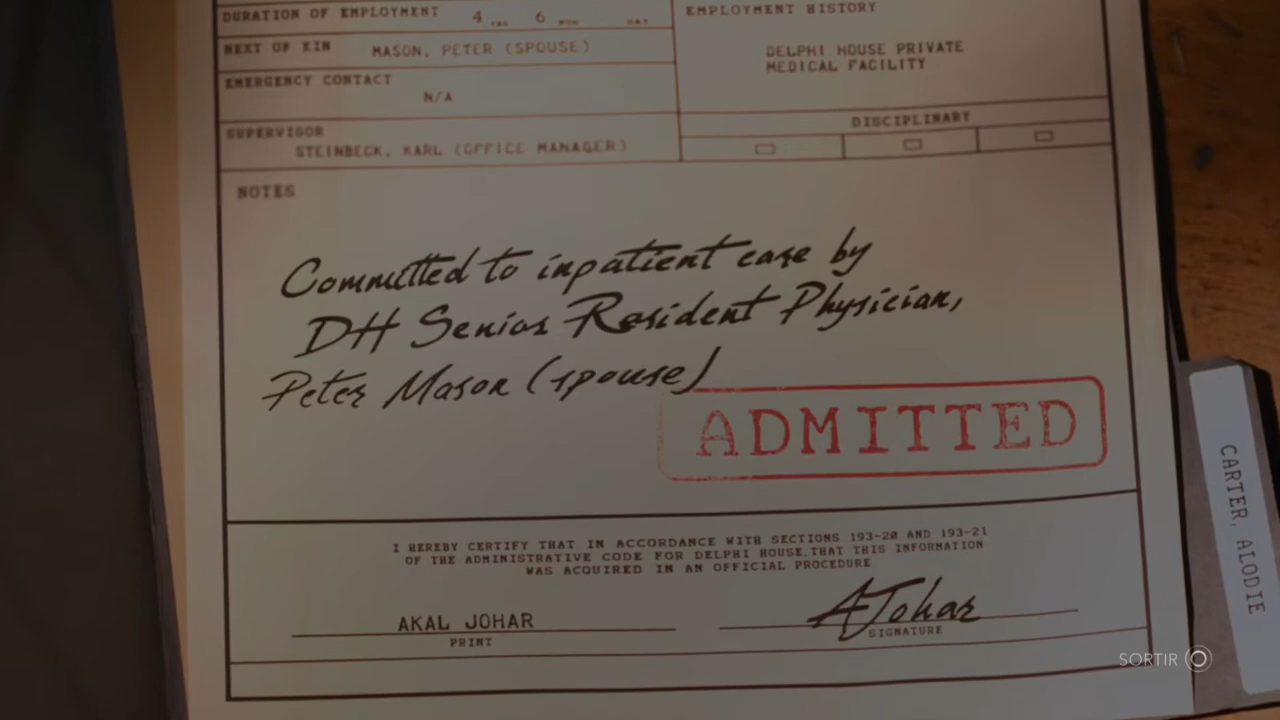 DURATION OF EMPLOYMENT 4 YRS 6 MON DAY
EMPLOYMENT HISTORY
NEXT OF KIN MASON, PETER (SPOUSE)
DELPHI HOUSE PRIVATE
MEDICAL FACILITY
EMERGENCY CONTACT
N/A
SUPERVISOR
STEINBECK, KARL (OFFICE MANAGER)
DISCIPLINARY
NOTES
Committed to inpatient care by
DH Senior Resident Physician,
Peter Mason (spouse)
ADMITTED
CARTER, ALODIE
I HEREBY CERTIFY THAT IN ACCORDANCE WITH SECTIONS 193-20 AND 193-21
OF THE ADMINISTRATIVE CODE FOR DELPHI HOUSE, THAT THIS INFORMATION
WAS ACQUIRED IN AN OFFICIAL PROCEDURE
AKAL JOHAR
PRINT
AJohar
SIGNATURE
SORTIR